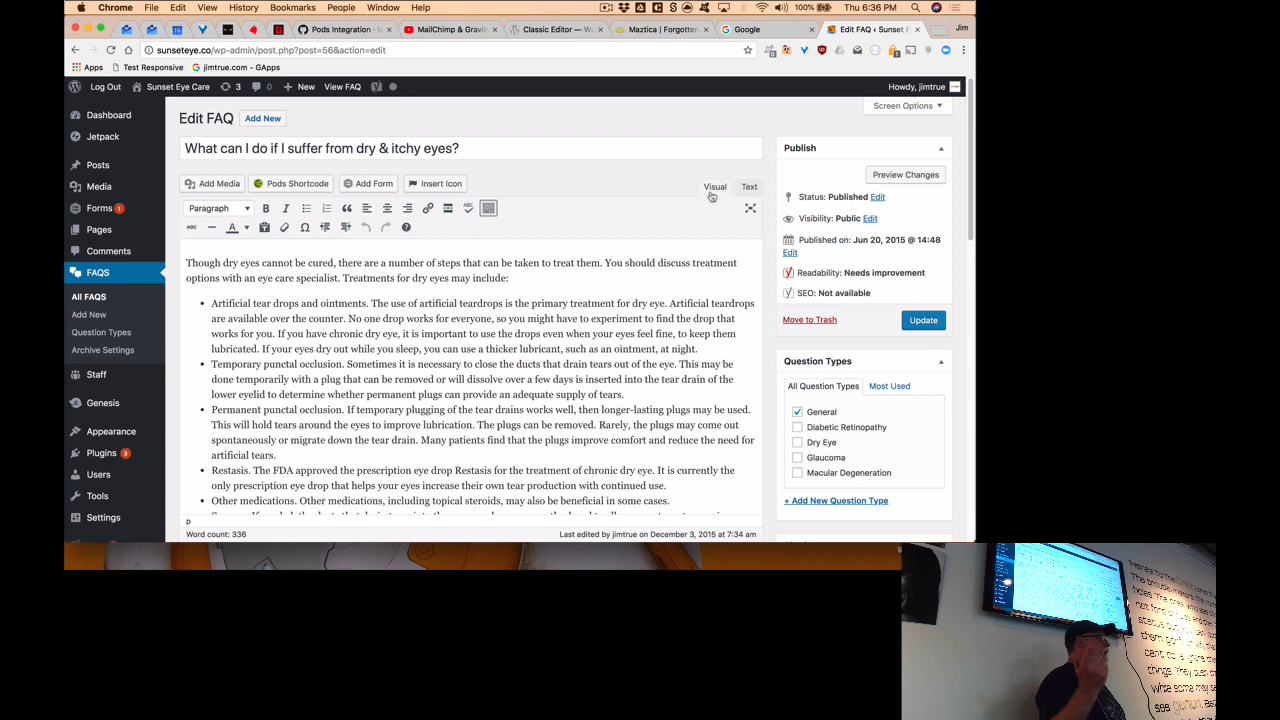 Chrome File Edit View History Bookmarks People Window Help 100% Thu 6:36 PM
Pods Integration - Is × MailChimp & Gravit × Classic Editor — Wo × Maztica | Forgotten × Google × Edit FAQ ‹ Sunset E × Jim
sunseteye.co/wp-admin/post.php?post=56&action=edit
Apps Test Responsive jimtrue.com - GApps
Log Out Sunset Eye Care 3 0 New View FAQ Howdy, jimtrue
Screen Options
Dashboard
Jetpack
Posts
Media
Forms 1
Pages
Comments
FAQS
All FAQS
Add New
Question Types
Archive Settings
Staff
Genesis
Appearance
Plugins 3
Users
Tools
Settings
Edit FAQ Add New
What can I do if I suffer from dry & itchy eyes?
Add Media Pods Shortcode Add Form Insert Icon Visual Text
Paragraph B I ABC
ABC A Ω
Though dry eyes cannot be cured, there are a number of steps that can be taken to treat them. You should discuss treatment
options with an eye care specialist. Treatments for dry eyes may include:
• Artificial tear drops and ointments. The use of artificial teardrops is the primary treatment for dry eye. Artificial teardrops
are available over the counter. No one drop works for everyone, so you might have to experiment to find the drop that
works for you. If you have chronic dry eye, it is important to use the drops even when your eyes feel fine, to keep them
lubricated. If your eyes dry out while you sleep, you can use a thicker lubricant, such as an ointment, at night.
• Temporary punctal occlusion. Sometimes it is necessary to close the ducts that drain tears out of the eye. This may be
done temporarily with a plug that can be removed or will dissolve over a few days is inserted into the tear drain of the
lower eyelid to determine whether permanent plugs can provide an adequate supply of tears.
• Permanent punctal occlusion. If temporary plugging of the tear drains works well, then longer-lasting plugs may be used.
This will hold tears around the eyes to improve lubrication. The plugs can be removed. Rarely, the plugs may come out
spontaneously or migrate down the tear drain. Many patients find that the plugs improve comfort and reduce the need for
artificial tears.
• Restasis. The FDA approved the prescription eye drop Restasis for the treatment of chronic dry eye. It is currently the
only prescription eye drop that helps your eyes increase their own tear production with continued use.
• Other medications. Other medications, including topical steroids, may also be beneficial in some cases.
p
Word count: 336 Last edited by jimtrue on December 3, 2015 at 7:34 am
Publish
Preview Changes
Status: Published Edit
Visibility: Public Edit
Published on: Jun 20, 2015 @ 14:48
Edit
Readability: Needs improvement
SEO: Not available
Move to Trash Update
Question Types
All Question Types Most Used
General
Diabetic Retinopathy
Dry Eye
Glaucoma
Macular Degeneration
+ Add New Question Type